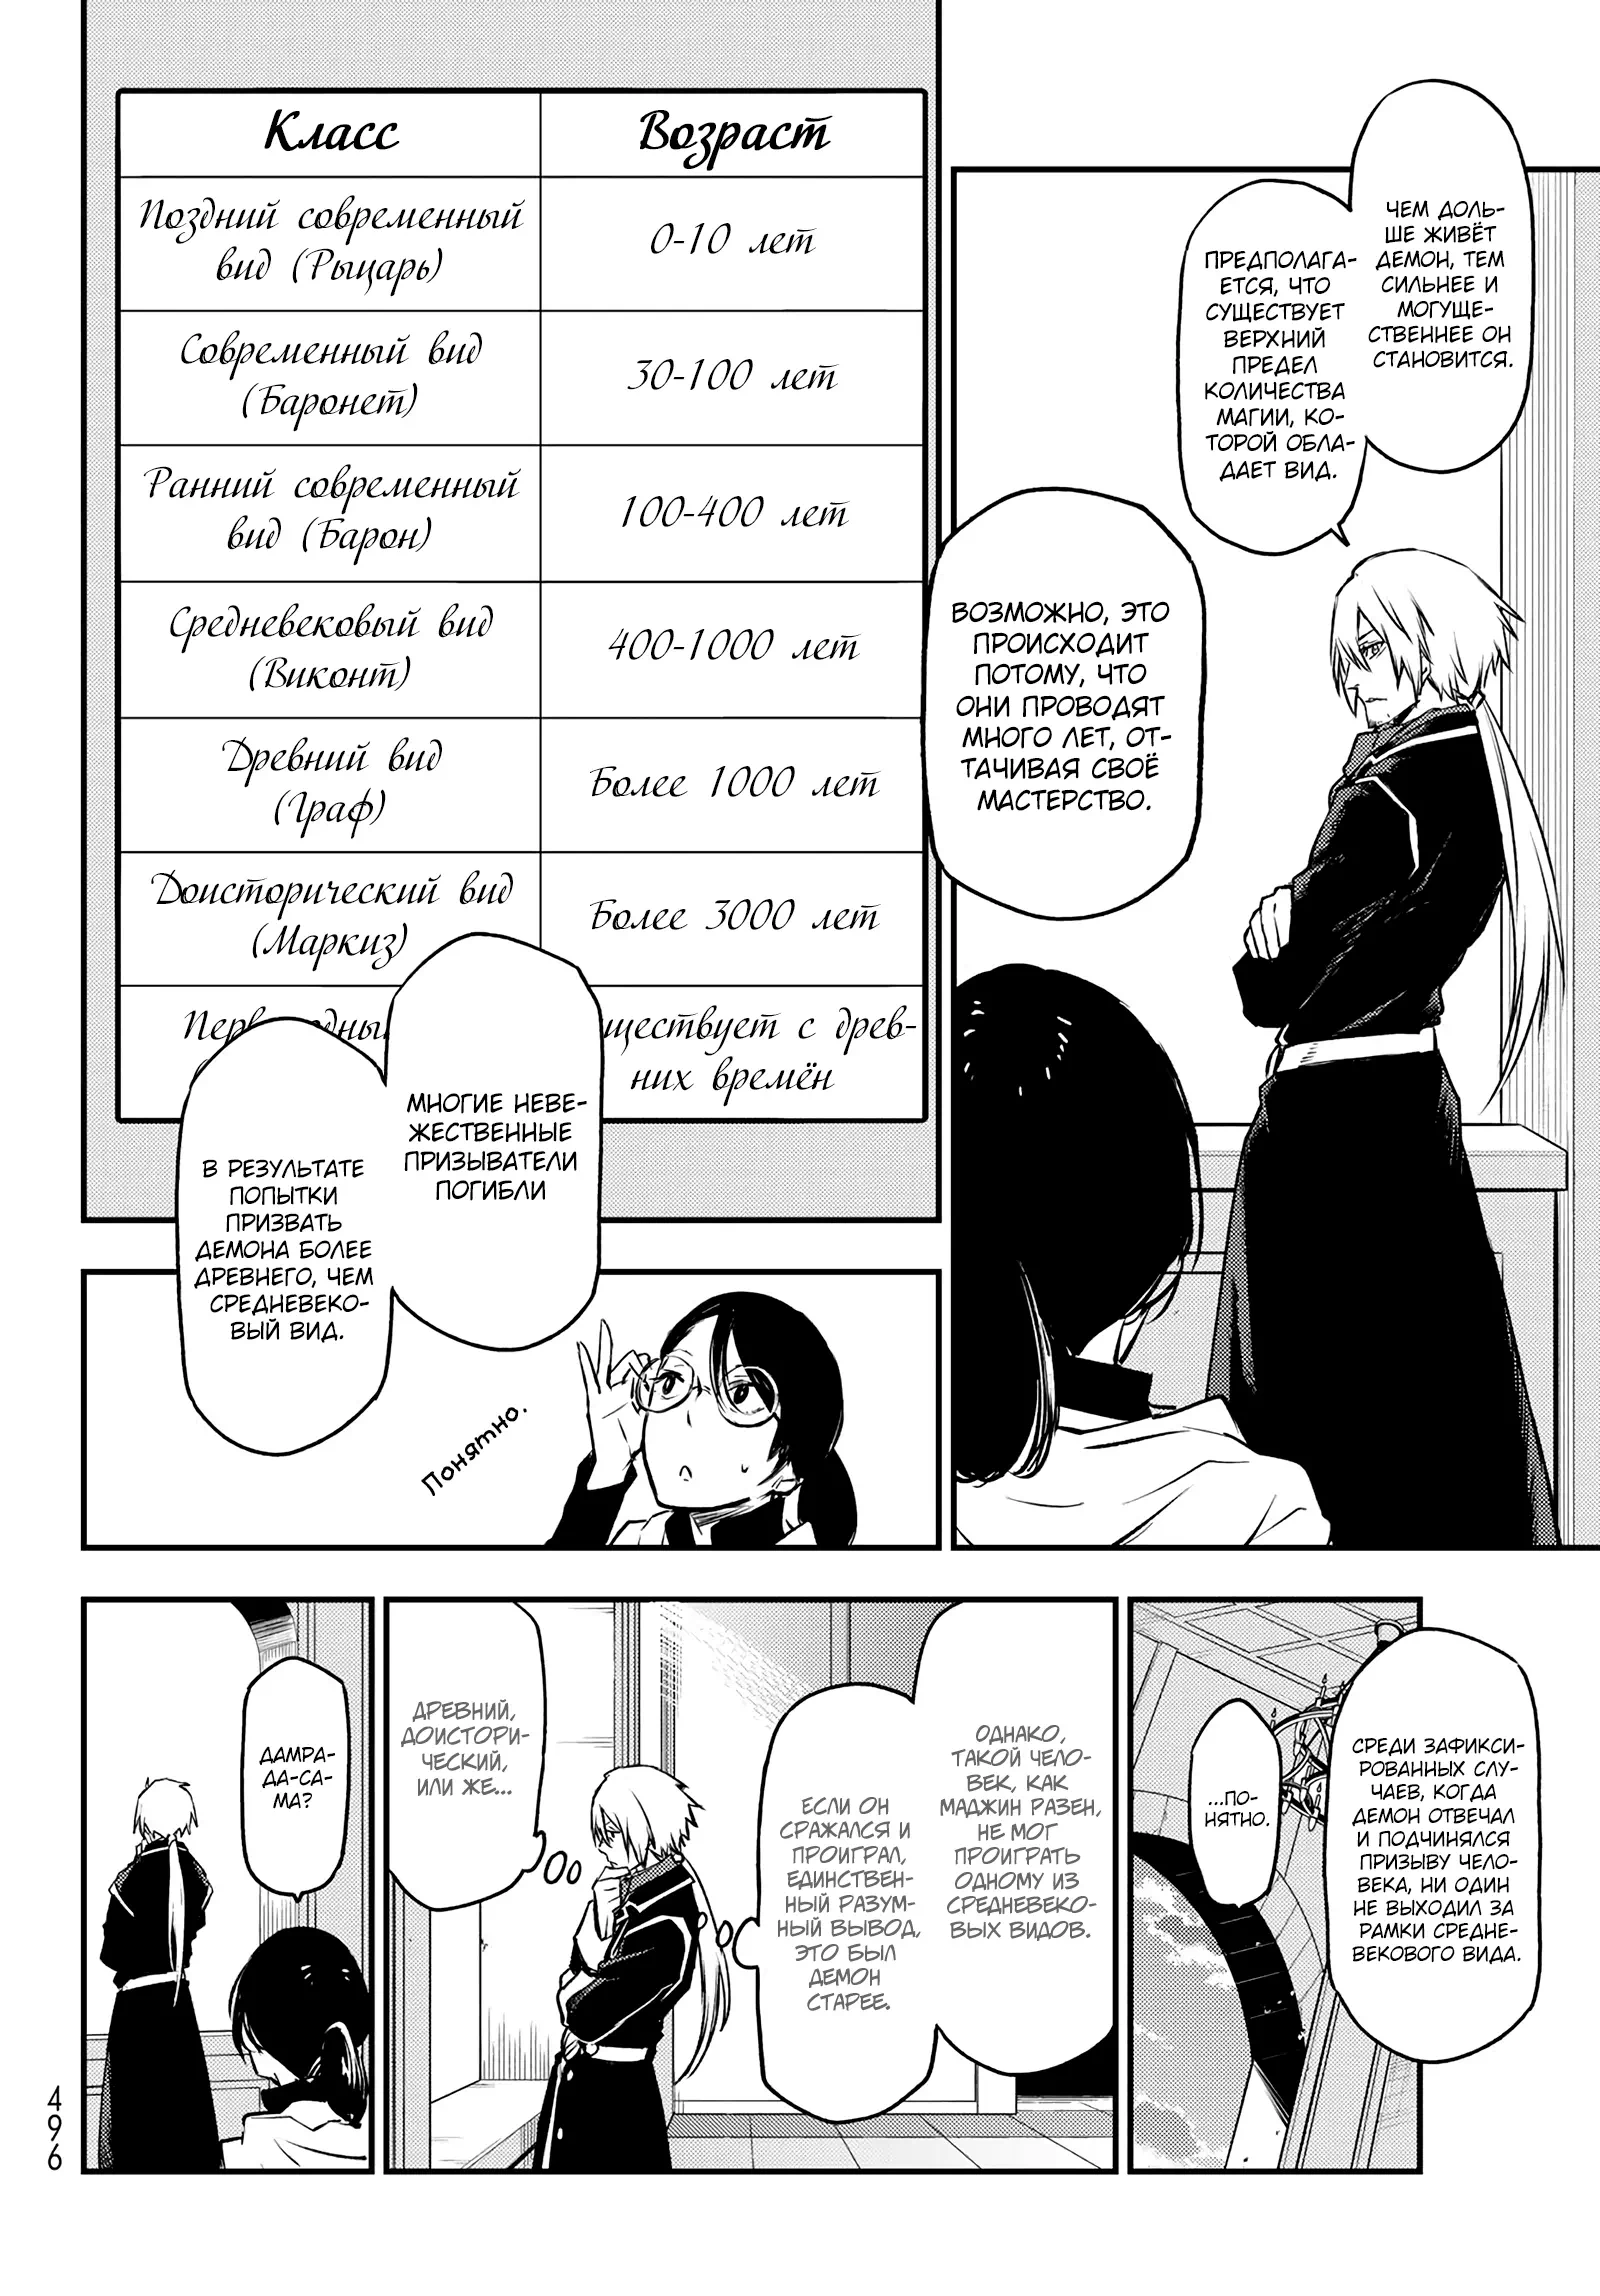 ЧЕМ ДОЛЬ-
ШЕ ЖИВЁТ
ДЕМОН, ТЕМ
СИЛЬНЕЕ И
МОГУЩЕ-
СТВЕННЕЕ ОН
СТАНОВИТСЯ.
ПРЕДПОЛАГА-
ЕТСЯ, ЧТО
СУЩЕСТВУЕТ
ВЕРХНИЙ
ПРЕДЕЛ
КОЛИЧЕСТВА
МАГИИ, КО-
ТОРОЙ ОБЛА-
ДАЕТ ВИД.
ВОЗМОЖНО, ЭТО
ПРОИСХОДИТ
ПОТОМУ, ЧТО
ОНИ ПРОВОДЯТ
МНОГО ЛЕТ, ОТ-
ТАЧИВАЯ СВОЁ
МАСТЕРСТВО.
Класс Возраст
Поздний современный
вид (Рыцарь) 0-10 лет
Современный вид
(Баронет) 30-100 лет
Ранний современный
вид (Барон) 100-400 лет
Средневековый вид
(Виконт) 400-1000 лет
Древний вид
(Граф) Более 1000 лет
Доисторический вид
(Маркиз) Более 3000 лет
с древ-
них времён
МНОГИЕ НЕВЕ-
ЖЕСТВЕННЫЕ
ПРИЗЫВАТЕЛИ
ПОГИБЛИ
В РЕЗУЛЬТАТЕ
ПОПЫТКИ
ПРИЗВАТЬ
ДЕМОНА БОЛЕЕ
ДРЕВНЕГО, ЧЕМ
СРЕДНЕВЕКО-
ВЫЙ ВИД.
Понятно.
СРЕДИ ЗАФИКСИ-
РОВАННЫХ СЛУ-
ЧАЕВ, КОГДА
ДЕМОН ОТВЕЧАЛ
И ПОДЧИНЯЛСЯ
ПРИЗЫВУ ЧЕЛО-
ВЕКА, НИ ОДИН
НЕ ВЫХОДИЛ ЗА
РАМКИ СРЕДНЕ-
ВЕКОВОГО ВИДА.
...ПО-
НЯТНО.
ОДНАКО,
ТАКОЙ ЧЕЛО-
ВЕК, КАК
МАДЖИН РАЗЕН,
НЕ МОГ
ПРОИГРАТЬ
ОДНОМУ ИЗ
СРЕДНЕВЕКО-
ВЫХ ВИДОВ.
ЕСЛИ ОН
СРАЖАЛСЯ И
ПРОИГРАЛ,
ЕДИНСТВЕН-
НЫЙ РАЗУМ-
НЫЙ ВЫВОД,
ЭТО БЫЛ
ДЕМОН
СТАРЕЕ.
ДРЕВНИЙ,
ДОИСТОРИ-
ЧЕСКИЙ,
ИЛИ ЖЕ...
ДАМРА-
ДА-СА-
МА?
496